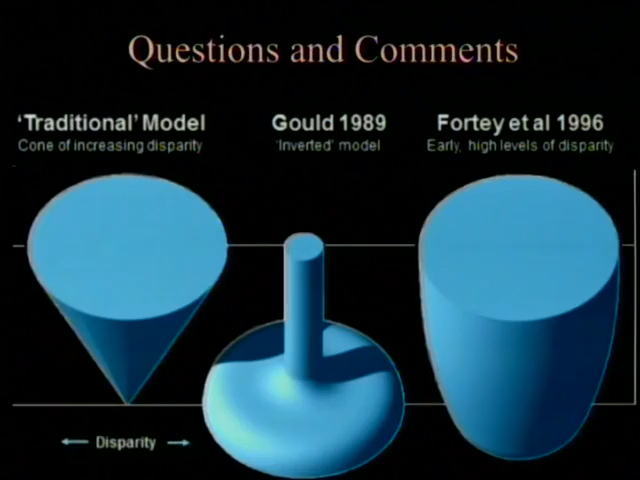 Questions and Comments
'Traditional' Model
Cone of increasing disparity
Gould 1989
'Inverted' model
Fortey et al 1996
Early, high levels of disparity
Disparity